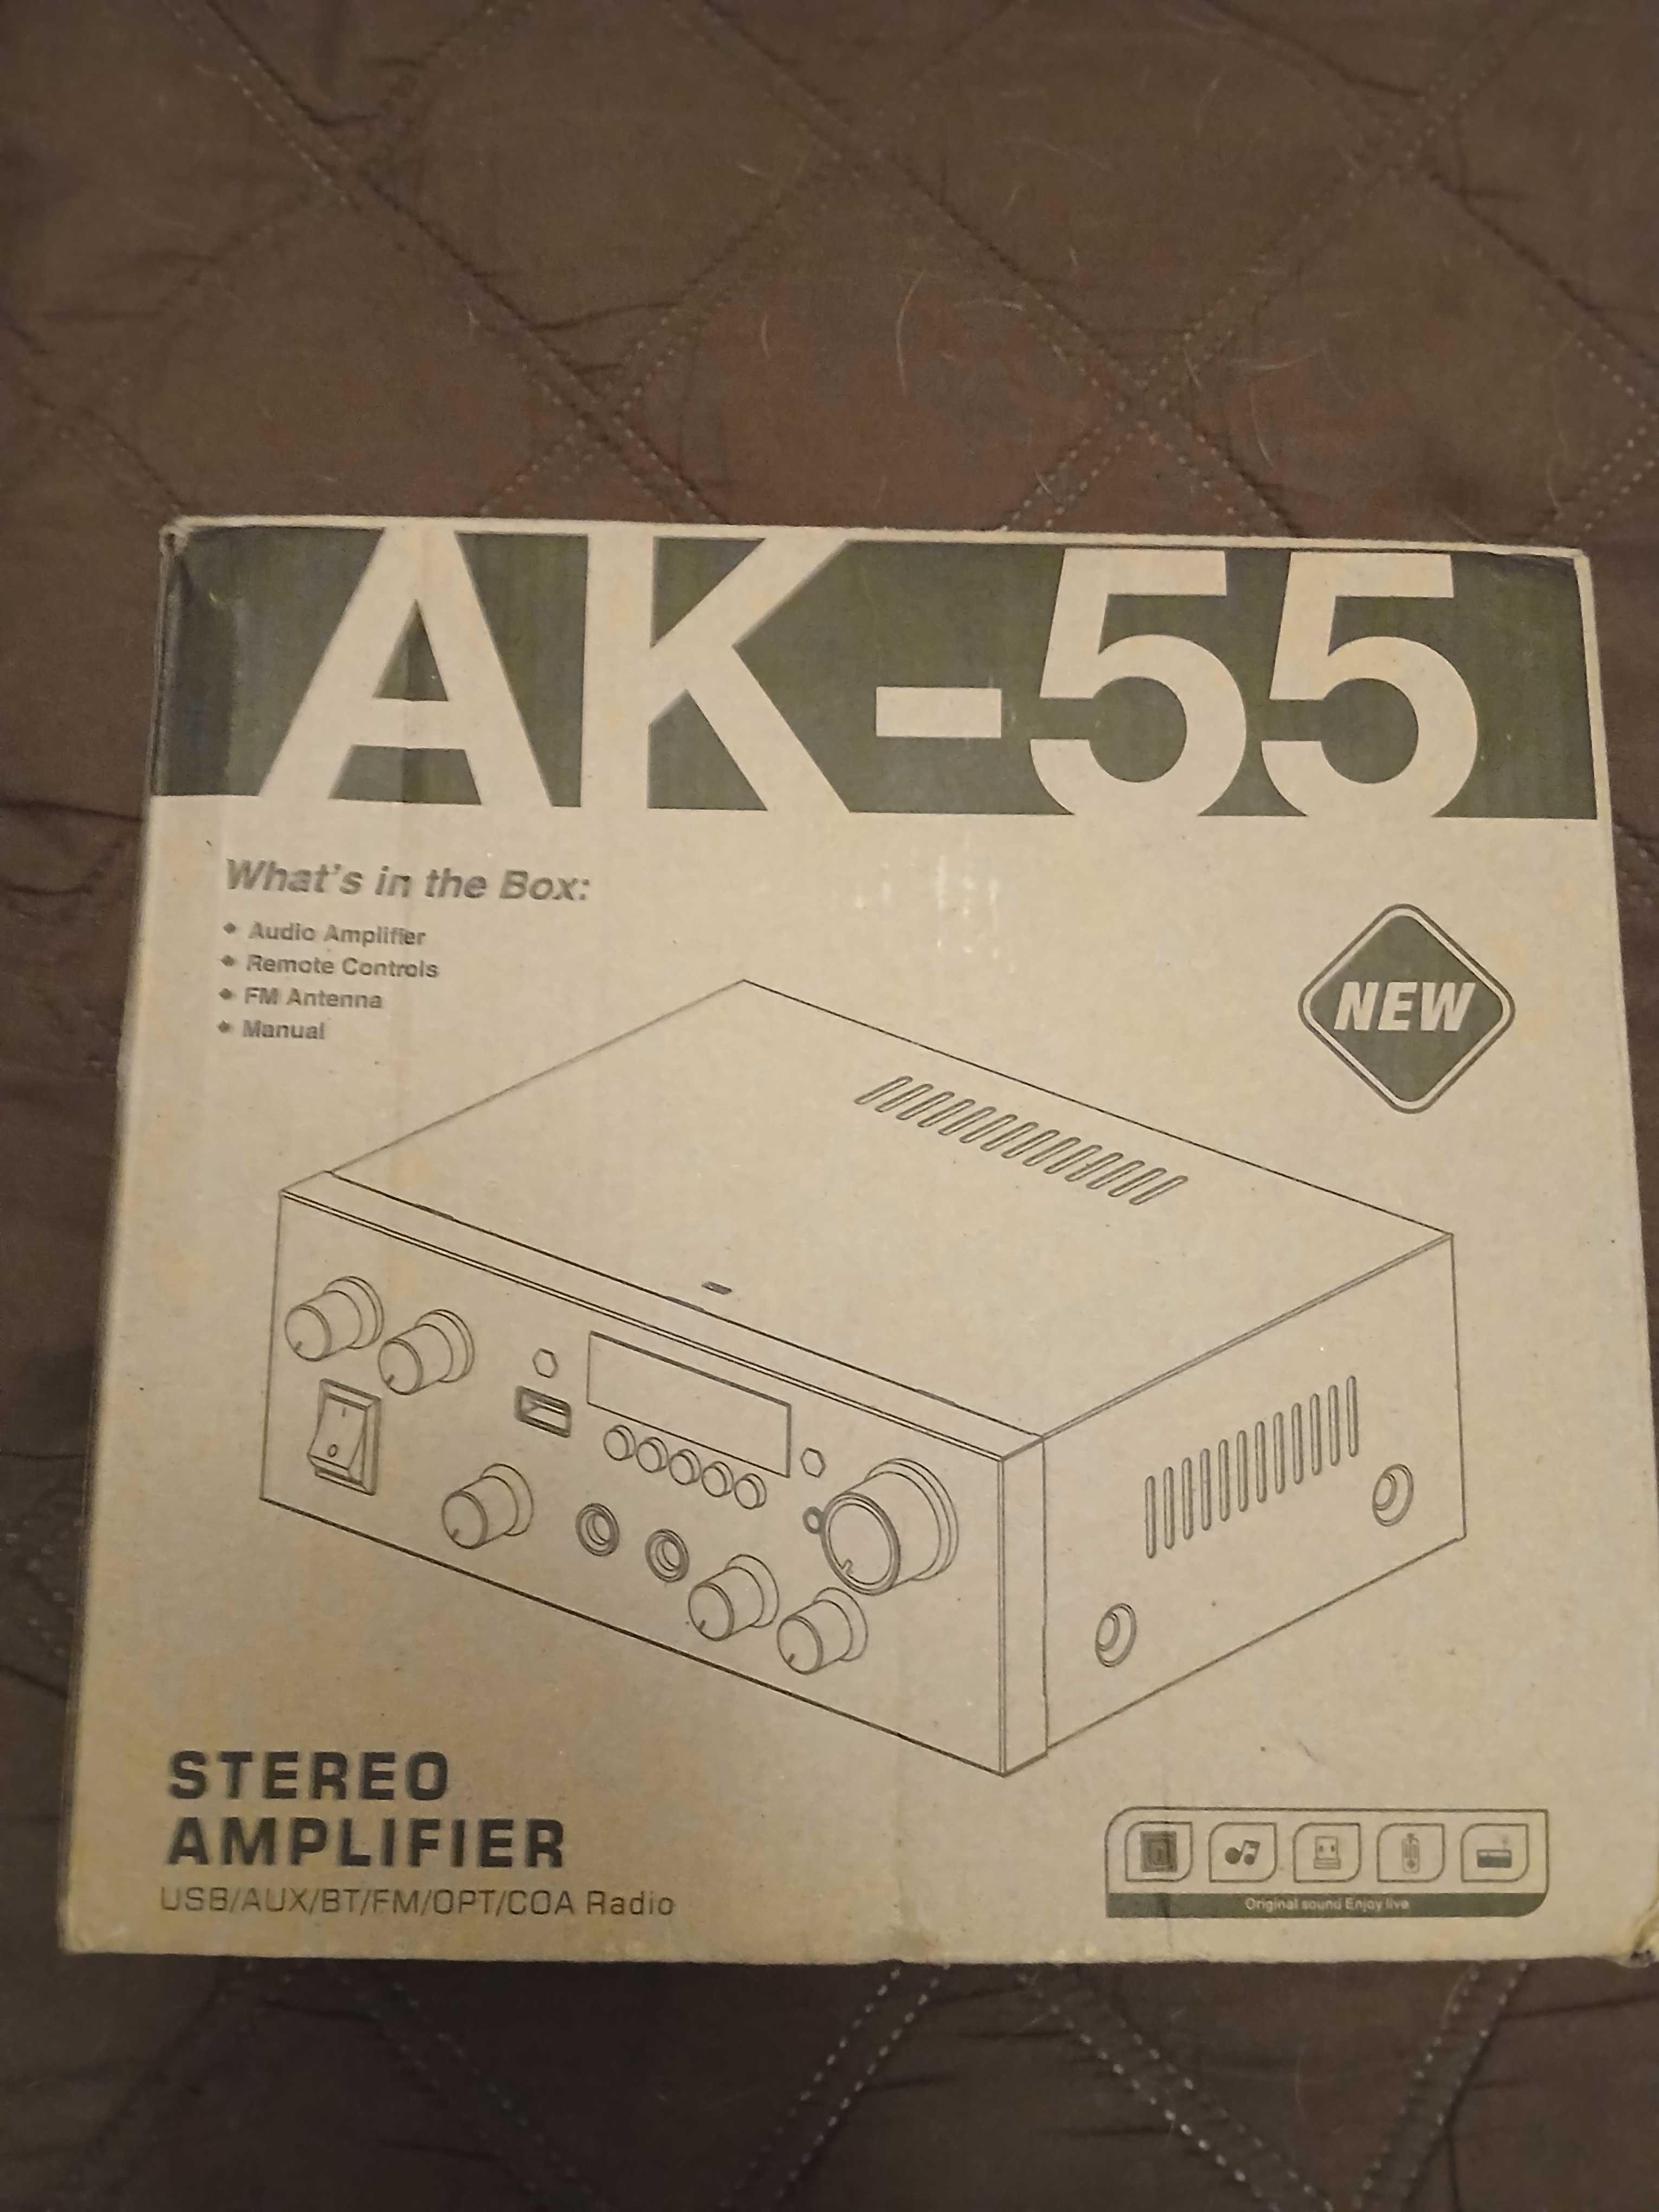 AK-55
What's in the Box:
Audio Amplifier
Remote Controls
FM Antenna
Manual
NEW
STEREO
AMPLIFIER
USB/AUX/BT/FM/OPT/COA Radio
Original sound Enjoy live